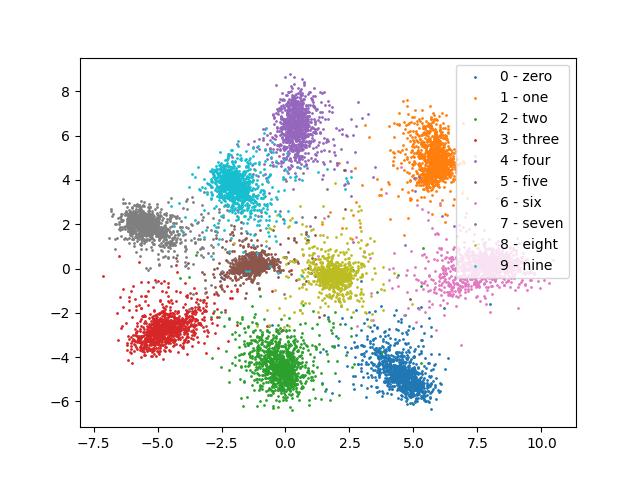 8
6
4
2
0
−2
−4
−6
−7.5 −5.0 −2.5 0.0 2.5 5.0 7.5 10.0
0 - zero
1 - one
2 - two
3 - three
4 - four
5 - five
6 - six
7 - seven
8 - eight
9 - nine